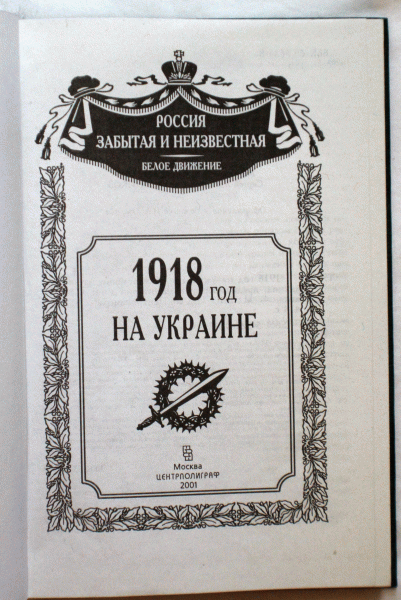 РОССИЯ
ЗАБЫТАЯ И НЕИЗВЕСТНАЯ
БЕЛОЕ ДВИЖЕНИЕ
1918 ГОД
НА УКРАИНЕ
Москва
ЦЕНТРПОЛИГРАФ
2001